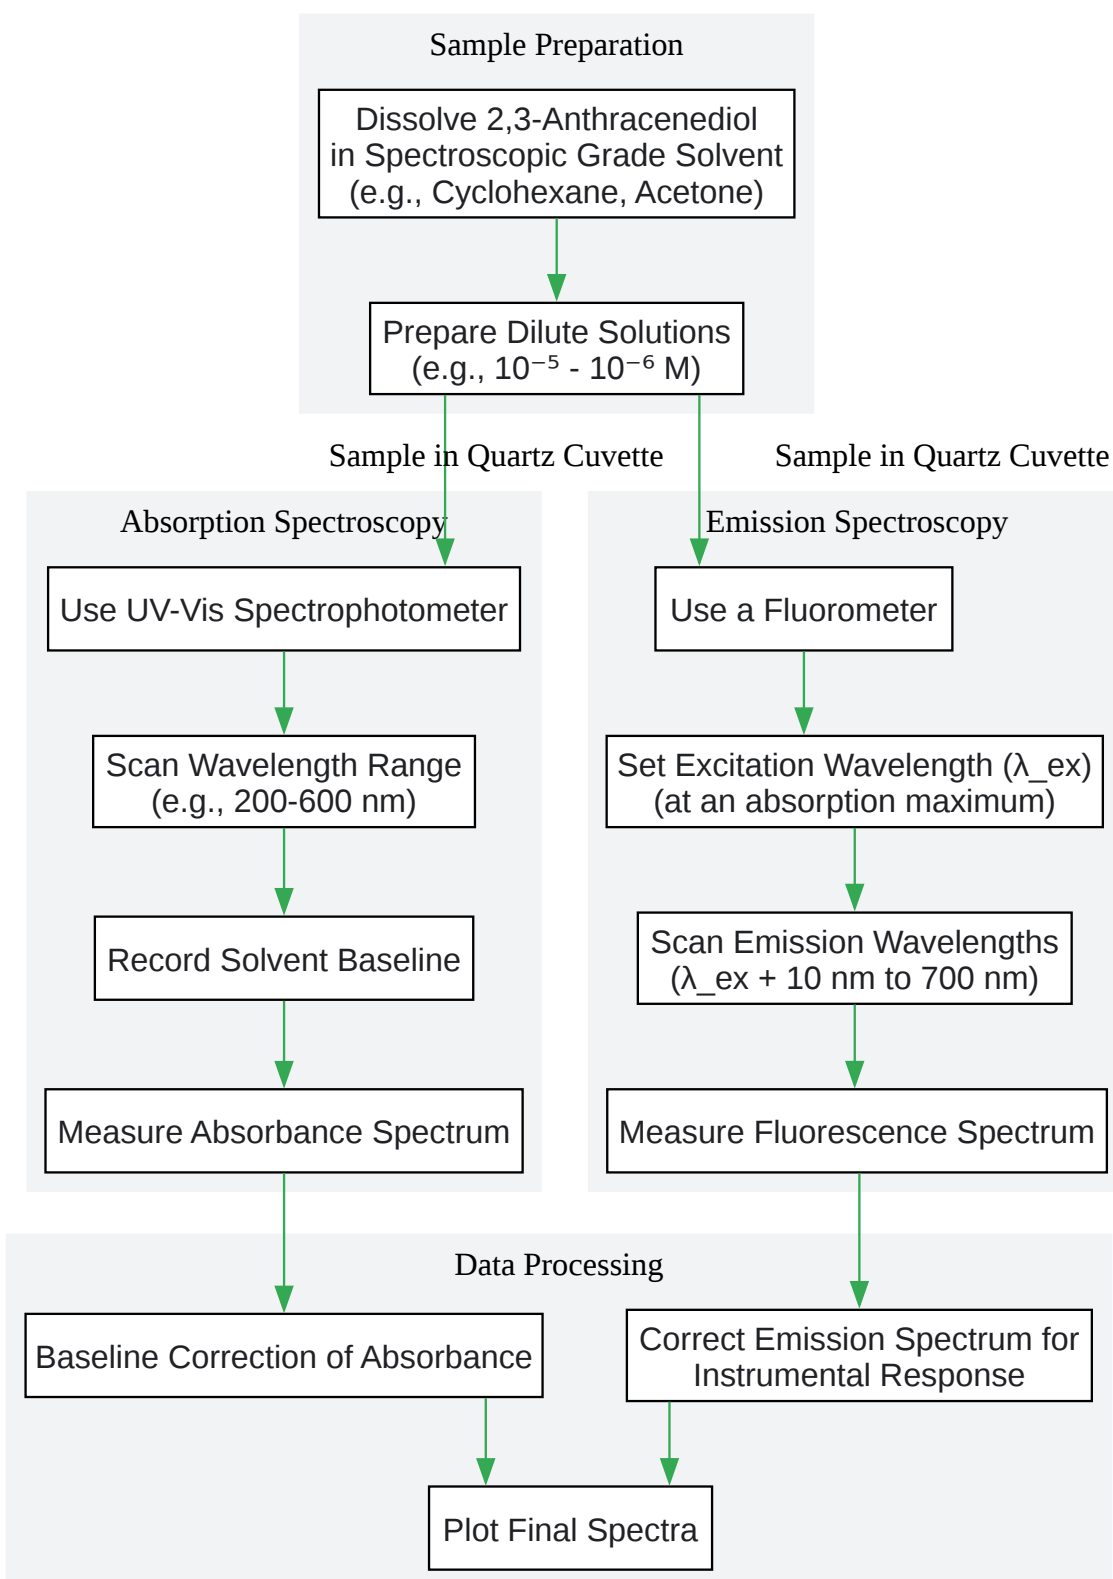 Sample Preparation
Dissolve 2,3-Anthracenediol
in Spectroscopic Grade Solvent
(e.g., Cyclohexane, Acetone)
Prepare Dilute Solutions
(e.g., 10⁻⁵ - 10⁻⁶ M)
Sample in Quartz Cuvette
Sample in Quartz Cuvette
Absorption Spectroscopy
Use UV-Vis Spectrophotometer
Scan Wavelength Range
(e.g., 200-600 nm)
Record Solvent Baseline
Measure Absorbance Spectrum
Emission Spectroscopy
Use a Fluorometer
Set Excitation Wavelength (λ_ex)
(at an absorption maximum)
Scan Emission Wavelengths
(λ_ex + 10 nm to 700 nm)
Measure Fluorescence Spectrum
Data Processing
Baseline Correction of Absorbance
Correct Emission Spectrum for
Instrumental Response
Plot Final Spectra